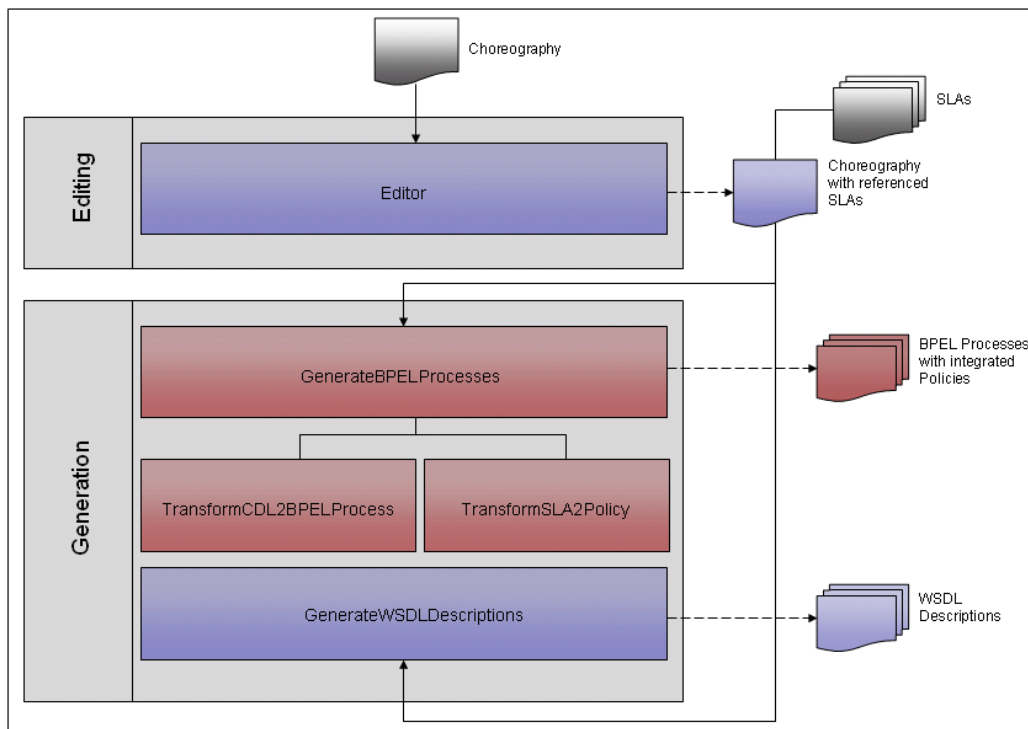 Choreography
SLAs
Editing
Editor
Choreography
with referenced
SLAs
Generation
GenerateBPELProcesses
BPEL Processes
with integrated
Policies
TransformCDL2BPELProcess
TransformSLA2Policy
GenerateWSDLDescriptions
WSDL
Descriptions